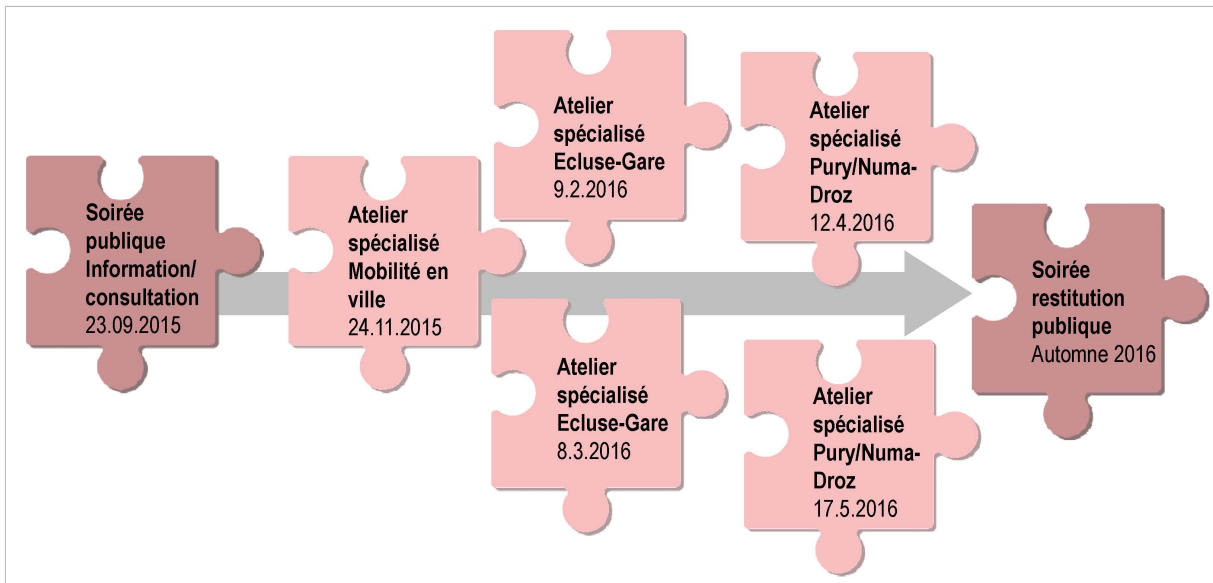 Soirée
publique
Information/
consultation
23.09.2015
Atelier
spécialisé
Mobilité en
ville
24.11.2015
Atelier
spécialisé
Ecluse-Gare
9.2.2016
Atelier
spécialisé
Ecluse-Gare
8.3.2016
Atelier
spécialisé
Pury/Numa-
Droz
12.4.2016
Atelier
spécialisé
Pury/Numa-
Droz
17.5.2016
Soirée
restitution
publique
Automne 2016